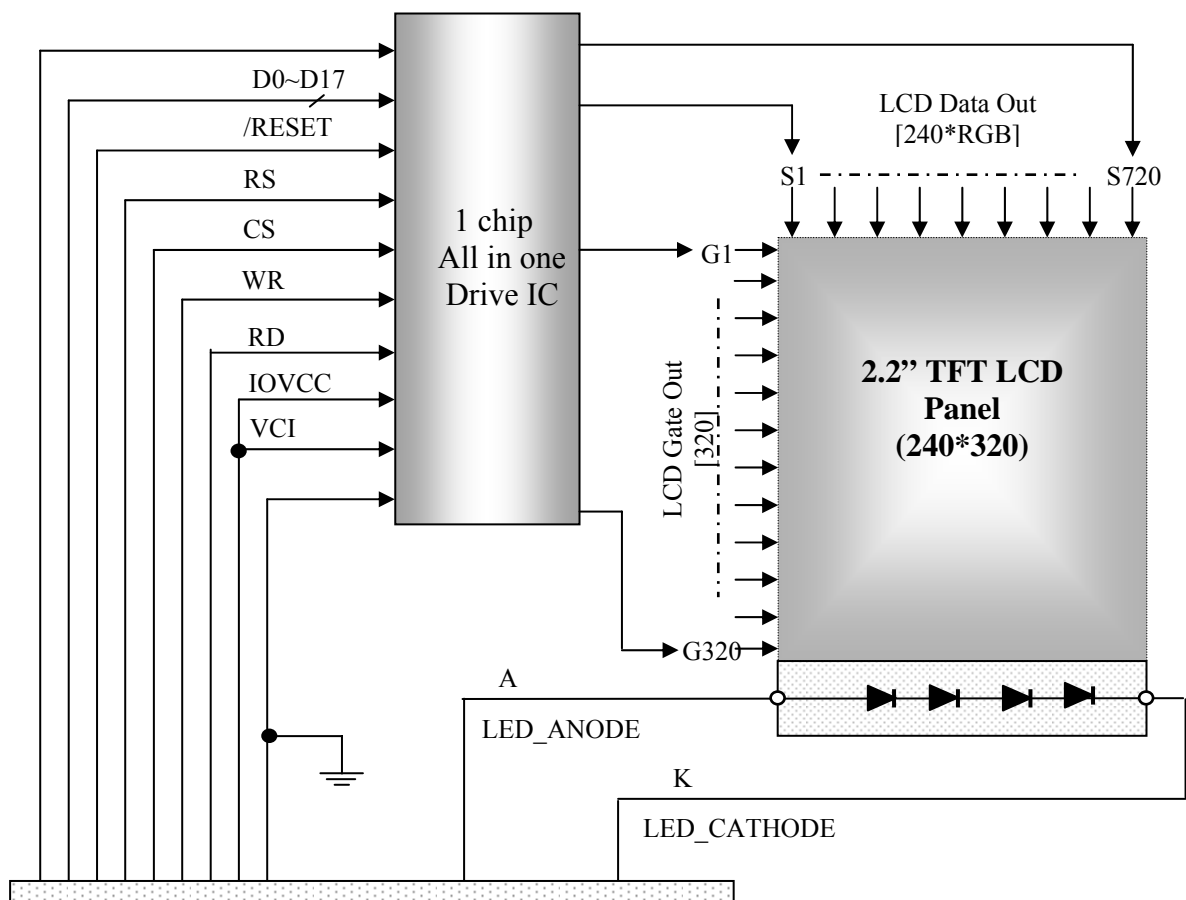 D0~D17
/RESET
RS
CS
WR
RD
IOVCC
VCI
1 chip
All in one
Drive IC
LCD Data Out
[240*RGB]
S1
S720
G1
LCD Gate Out
[320]
G320
2.2” TFT LCD
Panel
(240*320)
A
LED_ANODE
K
LED_CATHODE